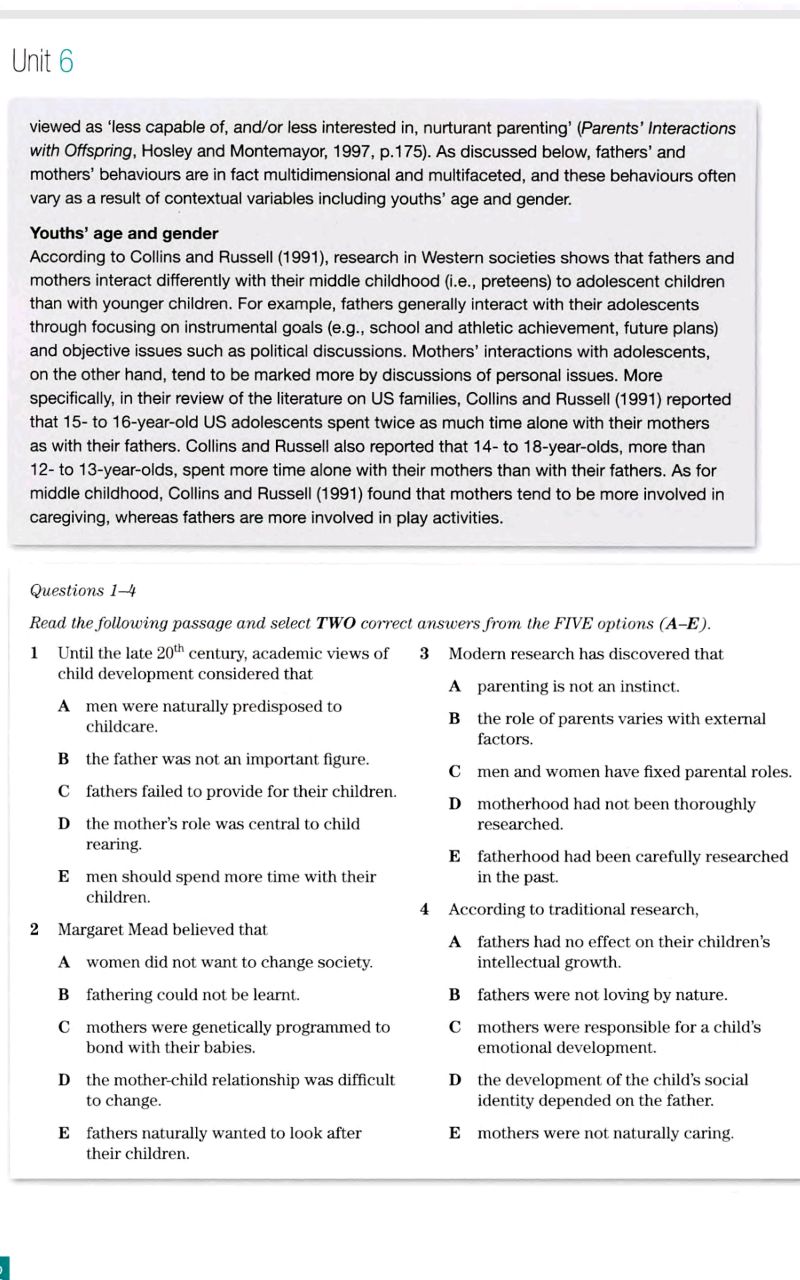 Unit 6
viewed as ‘less capable of, and/or less interested in, nurturant parenting’ (Parents’ Interactions
with Offspring, Hosley and Montemayor, 1997, p.175). As discussed below, fathers’ and
mothers’ behaviours are in fact multidimensional and multifaceted, and these behaviours often
vary as a result of contextual variables including youths’ age and gender.
Youths’ age and gender
According to Collins and Russell (1991), research in Western societies shows that fathers and
mothers interact differently with their middle childhood (i.e., preteens) to adolescent children
than with younger children. For example, fathers generally interact with their adolescents
through focusing on instrumental goals (e.g., school and athletic achievement, future plans)
and objective issues such as political discussions. Mothers’ interactions with adolescents,
on the other hand, tend to be marked more by discussions of personal issues. More
specifically, in their review of the literature on US families, Collins and Russell (1991) reported
that 15- to 16-year-old US adolescents spent twice as much time alone with their mothers
as with their fathers. Collins and Russell also reported that 14- to 18-year-olds, more than
12- to 13-year-olds, spent more time alone with their mothers than with their fathers. As for
middle childhood, Collins and Russell (1991) found that mothers tend to be more involved in
caregiving, whereas fathers are more involved in play activities.
Questions 1–4
Read the following passage and select TWO correct answers from the FIVE options (A–E).
1 Until the late 20th century, academic views of
child development considered that
A men were naturally predisposed to
childcare.
B the father was not an important figure.
C fathers failed to provide for their children.
D the mother’s role was central to child
rearing.
E men should spend more time with their
children.
2 Margaret Mead believed that
A women did not want to change society.
B fathering could not be learnt.
C mothers were genetically programmed to
bond with their babies.
D the mother-child relationship was difficult
to change.
E fathers naturally wanted to look after
their children.
3 Modern research has discovered that
A parenting is not an instinct.
B the role of parents varies with external
factors.
C men and women have fixed parental roles.
D motherhood had not been thoroughly
researched.
E fatherhood had been carefully researched
in the past.
4 According to traditional research,
A fathers had no effect on their children’s
intellectual growth.
B fathers were not loving by nature.
C mothers were responsible for a child’s
emotional development.
D the development of the child’s social
identity depended on the father.
E mothers were not naturally caring.